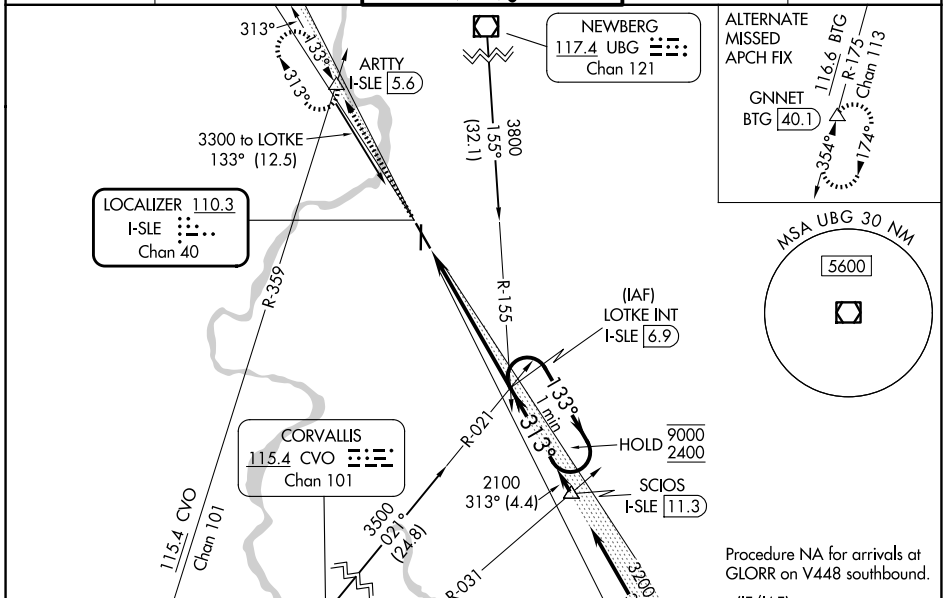 313°
133°
313°
ARTTY
I-SLE 5.6
3300 to LOTKE
133° (12.5)
LOCALIZER 110.3
I-SLE
Chan 40
R-359
NEWBERG
117.4 UBG
Chan 121
3800
155°
(32.1)
R-155
ALTERNATE
MISSED
APCH FIX
116.6 BTG
R-175
Chan 113
GNNET
BTG 40.1
354°
174°
MSA UBG 30 NM
5600
(IAF)
LOTKE INT
I-SLE 6.9
133°
1 min
313°
HOLD 9000
2400
R-021
CORVALLIS
115.4 CVO
Chan 101
2100
313° (4.4)
SCIOS
I-SLE 11.3
3500
021°
(24.8)
115.4 CVO
Chan 101
R-031
3200
Procedure NA for arrivals at
GLORR on V448 southbound.